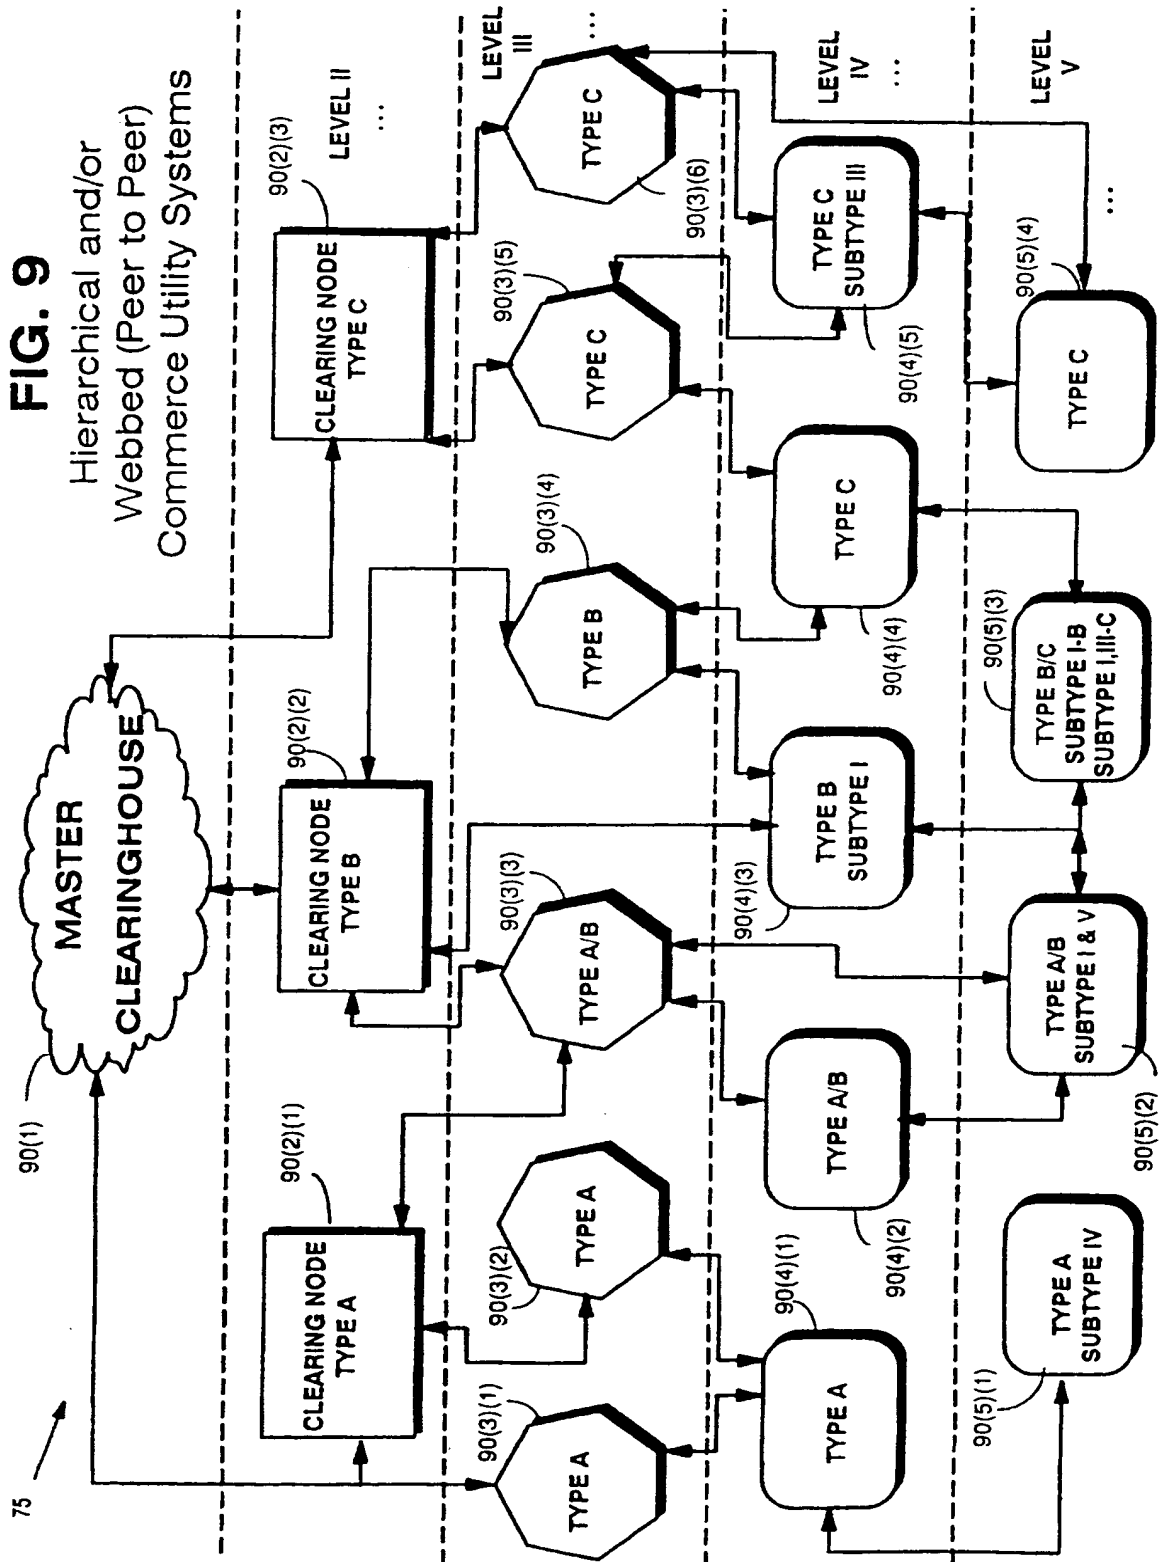 FIG. 9
Hierarchical and/or
Webbed (Peer to Peer)
Commerce Utility Systems
75
90(1)
MASTER
CLEARINGHOUSE
90(2)(1)
CLEARING NODE
TYPE A
90(2)(2)
CLEARING NODE
TYPE B
90(2)(3)
CLEARING NODE
TYPE C
LEVEL II
...
90(3)(1)
TYPE A
90(3)(2)
TYPE A
90(3)(3)
TYPE A/B
90(3)(4)
TYPE B
90(3)(5)
TYPE C
90(3)(6)
TYPE C
LEVEL
III
...
90(4)(1)
TYPE A
90(4)(2)
TYPE A/B
90(4)(3)
TYPE B
SUBTYPE I
90(4)(4)
TYPE C
90(4)(5)
TYPE C
SUBTYPE III
LEVEL
IV
...
90(5)(1)
TYPE A
SUBTYPE IV
90(5)(2)
TYPE A/B
SUBTYPE I & V
90(5)(3)
TYPE B/C
SUBTYPE I-B
SUBTYPE I,III-C
90(5)(4)
TYPE C
LEVEL
V
...